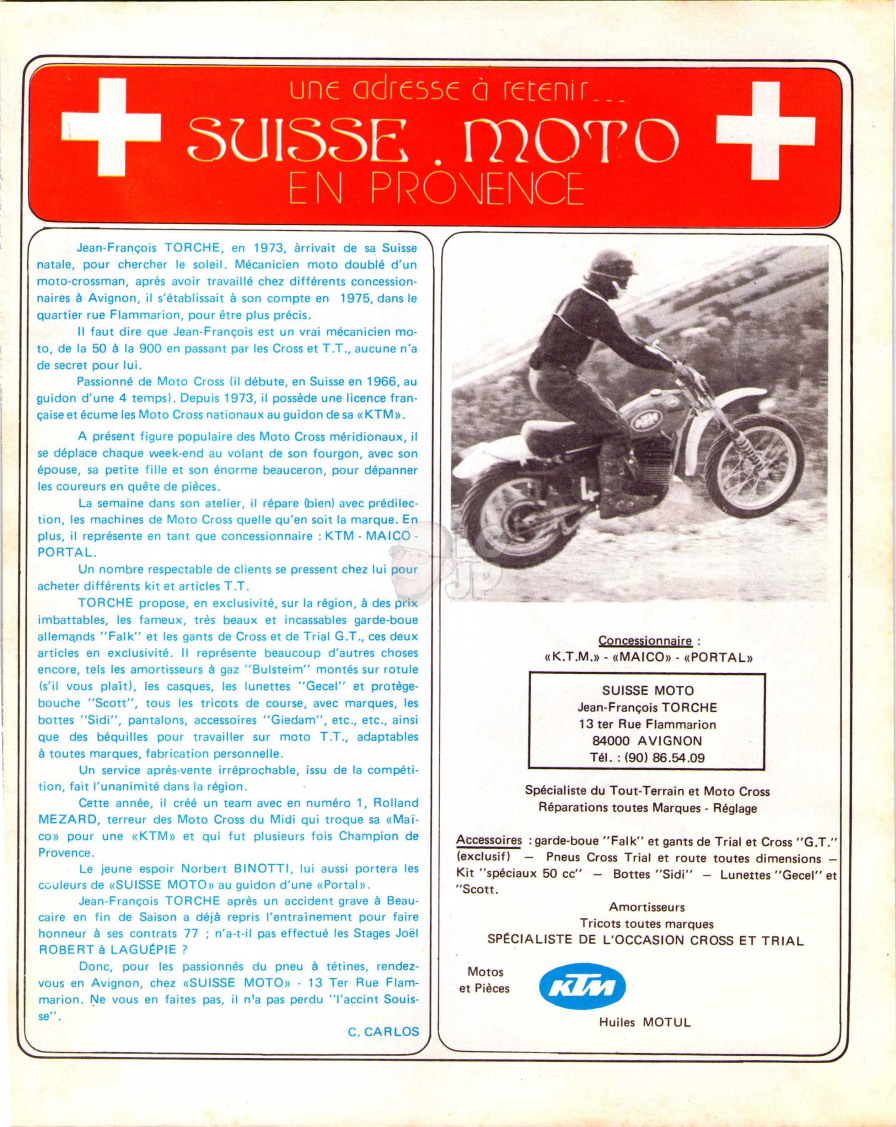 une adresse à retenir...
SUISSE . MOTO
EN PROVENCE
Jean-François TORCHE, en 1973, àrrivait de sa Suisse
natale, pour chercher le soleil. Mécanicien moto doublé d'un
moto-crossman, après avoir travaillé chez différents concession-
naires à Avignon, il s'établissait à son compte en 1975, dans le
quartier rue Flammarion, pour être plus précis.
Il faut dire que Jean-François est un vrai mécanicien mo-
to, de la 50 à la 900 en passant par les Cross et T.T., aucune n'a
de secret pour lui.
Passionné de Moto Cross (il débute, en Suisse en 1966, au
guidon d'une 4 temps). Depuis 1973, il possède une licence fran-
çaise et écume les Moto Cross nationaux au guidon de sa «KTM».
A présent figure populaire des Moto Cross méridionaux, il
se déplace chaque week-end au volant de son fourgon, avec son
épouse, sa petite fille et son énorme beauceron, pour dépanner
les coureurs en quête de pièces.
La semaine dans son atelier, il répare (bien) avec prédilec-
tion, les machines de Moto Cross quelle qu'en soit la marque. En
plus, il représente en tant que concessionnaire : KTM - MAICO -
PORTAL.
Un nombre respectable de clients se pressent chez lui pour
acheter différents kit et articles T.T.
TORCHE propose, en exclusivité, sur la région, à des prix
imbattables, les fameux, très beaux et incassables garde-boue
allemands "Falk" et les gants de Cross et de Trial G.T., ces deux
articles en exclusivité. Il représente beaucoup d'autres choses
encore, tels les amortisseurs à gaz "Bulsteim" montés sur rotule
(s'il vous plaît), les casques, les lunettes "Gecel" et protège-
bouche "Scott", tous les tricots de course, avec marques, les
bottes "Sidi", pantalons, accessoires "Giedam", etc., etc., ainsi
que des béquilles pour travailler sur moto T.T., adaptables
à toutes marques, fabrication personnelle.
Un service après-vente irréprochable, issu de la compéti-
tion, fait l'unanimité dans la région.
Cette année, il créé un team avec en numéro 1, Rolland
MEZARD, terreur des Moto Cross du Midi qui troque sa «Maï-
co» pour une «KTM» et qui fut plusieurs fois Champion de
Provence.
Le jeune espoir Norbert BINOTTI, lui aussi portera les
couleurs de «SUISSE MOTO» au guidon d'une «Portal».
Jean-François TORCHE après un accident grave à Beau-
caire en fin de Saison a déjà repris l'entraînement pour faire
honneur à ses contrats 77 ; n'a-t-il pas effectué les Stages Joël
ROBERT à LAGUÉPIE ?
Donc, pour les passionnés du pneu à tétines, rendez-
vous en Avignon, chez «SUISSE MOTO» - 13 Ter Rue Flam-
marion. Ne vous en faites pas, il n'a pas perdu "l'accint Souis-
se".
C. CARLOS
KTM
Concessionnaire :
«K.T.M.» - «MAICO» - «PORTAL»
SUISSE MOTO
Jean-François TORCHE
13 ter Rue Flammarion
84000 AVIGNON
Tél. : (90) 86.54.09
Spécialiste du Tout-Terrain et Moto Cross
Réparations toutes Marques - Réglage
Accessoires : garde-boue "Falk" et gants de Trial et Cross "G.T."
(exclusif) — Pneus Cross Trial et route toutes dimensions —
Kit "spéciaux 50 cc" — Bottes "Sidi" — Lunettes "Gecel" et
"Scott.
Amortisseurs
Tricots toutes marques
SPÉCIALISTE DE L'OCCASION CROSS ET TRIAL
Motos
et Pièces
KTM
Huiles MOTUL